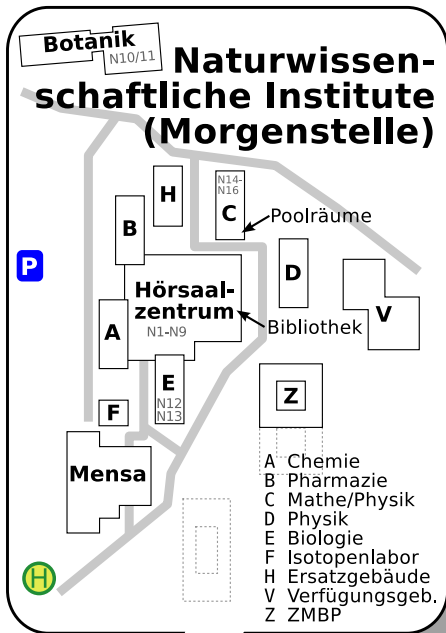 Botanik
N10/11
Naturwissen-
schaftliche Institute
(Morgenstelle)
H
N14-
N16
C
Poolräume
B
P
D
Hörsaal-
zentrum
N1-N9
V
Bibliothek
A
E
N12
N13
Z
F
Mensa
A Chemie
B Pharmazie
C Mathe/Physik
D Physik
E Biologie
F Isotopenlabor
H Ersatzgebäude
V Verfügungsgeb.
Z ZMBP
H